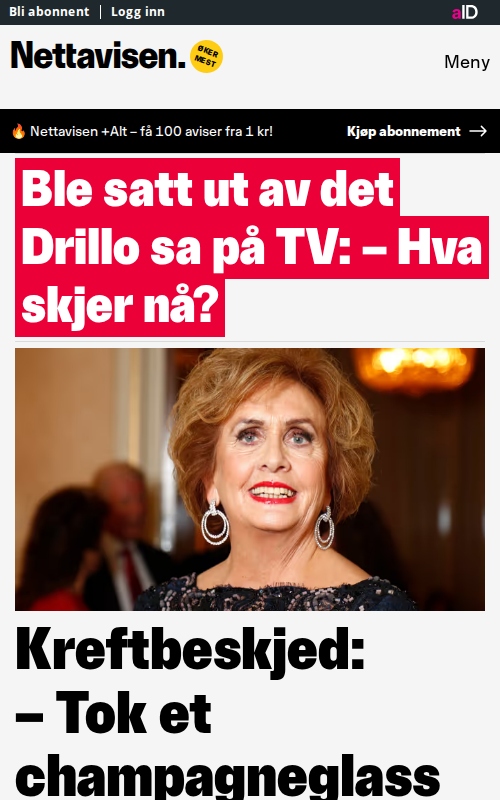 Bli abonnent
Logg inn
aID
Nettavisen.
ØKER
MEST
Meny
🔥 Nettavisen +Alt – få 100 aviser fra 1 kr!
Kjøp abonnement →
Ble satt ut av det
Drillo sa på TV: – Hva
skjer nå?
Kreftbeskjed:
– Tok et
champagneglass